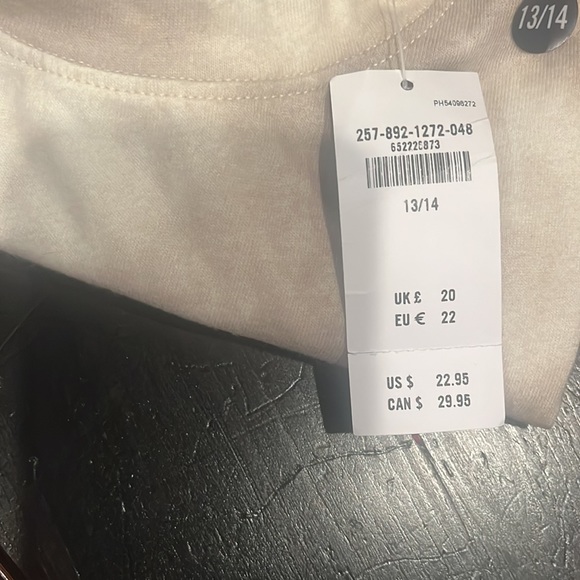 13/14
PH54098272
257-892-1272-048
13/14
UK £ 20
EU € 22
US $ 22.95
CAN $ 29.95